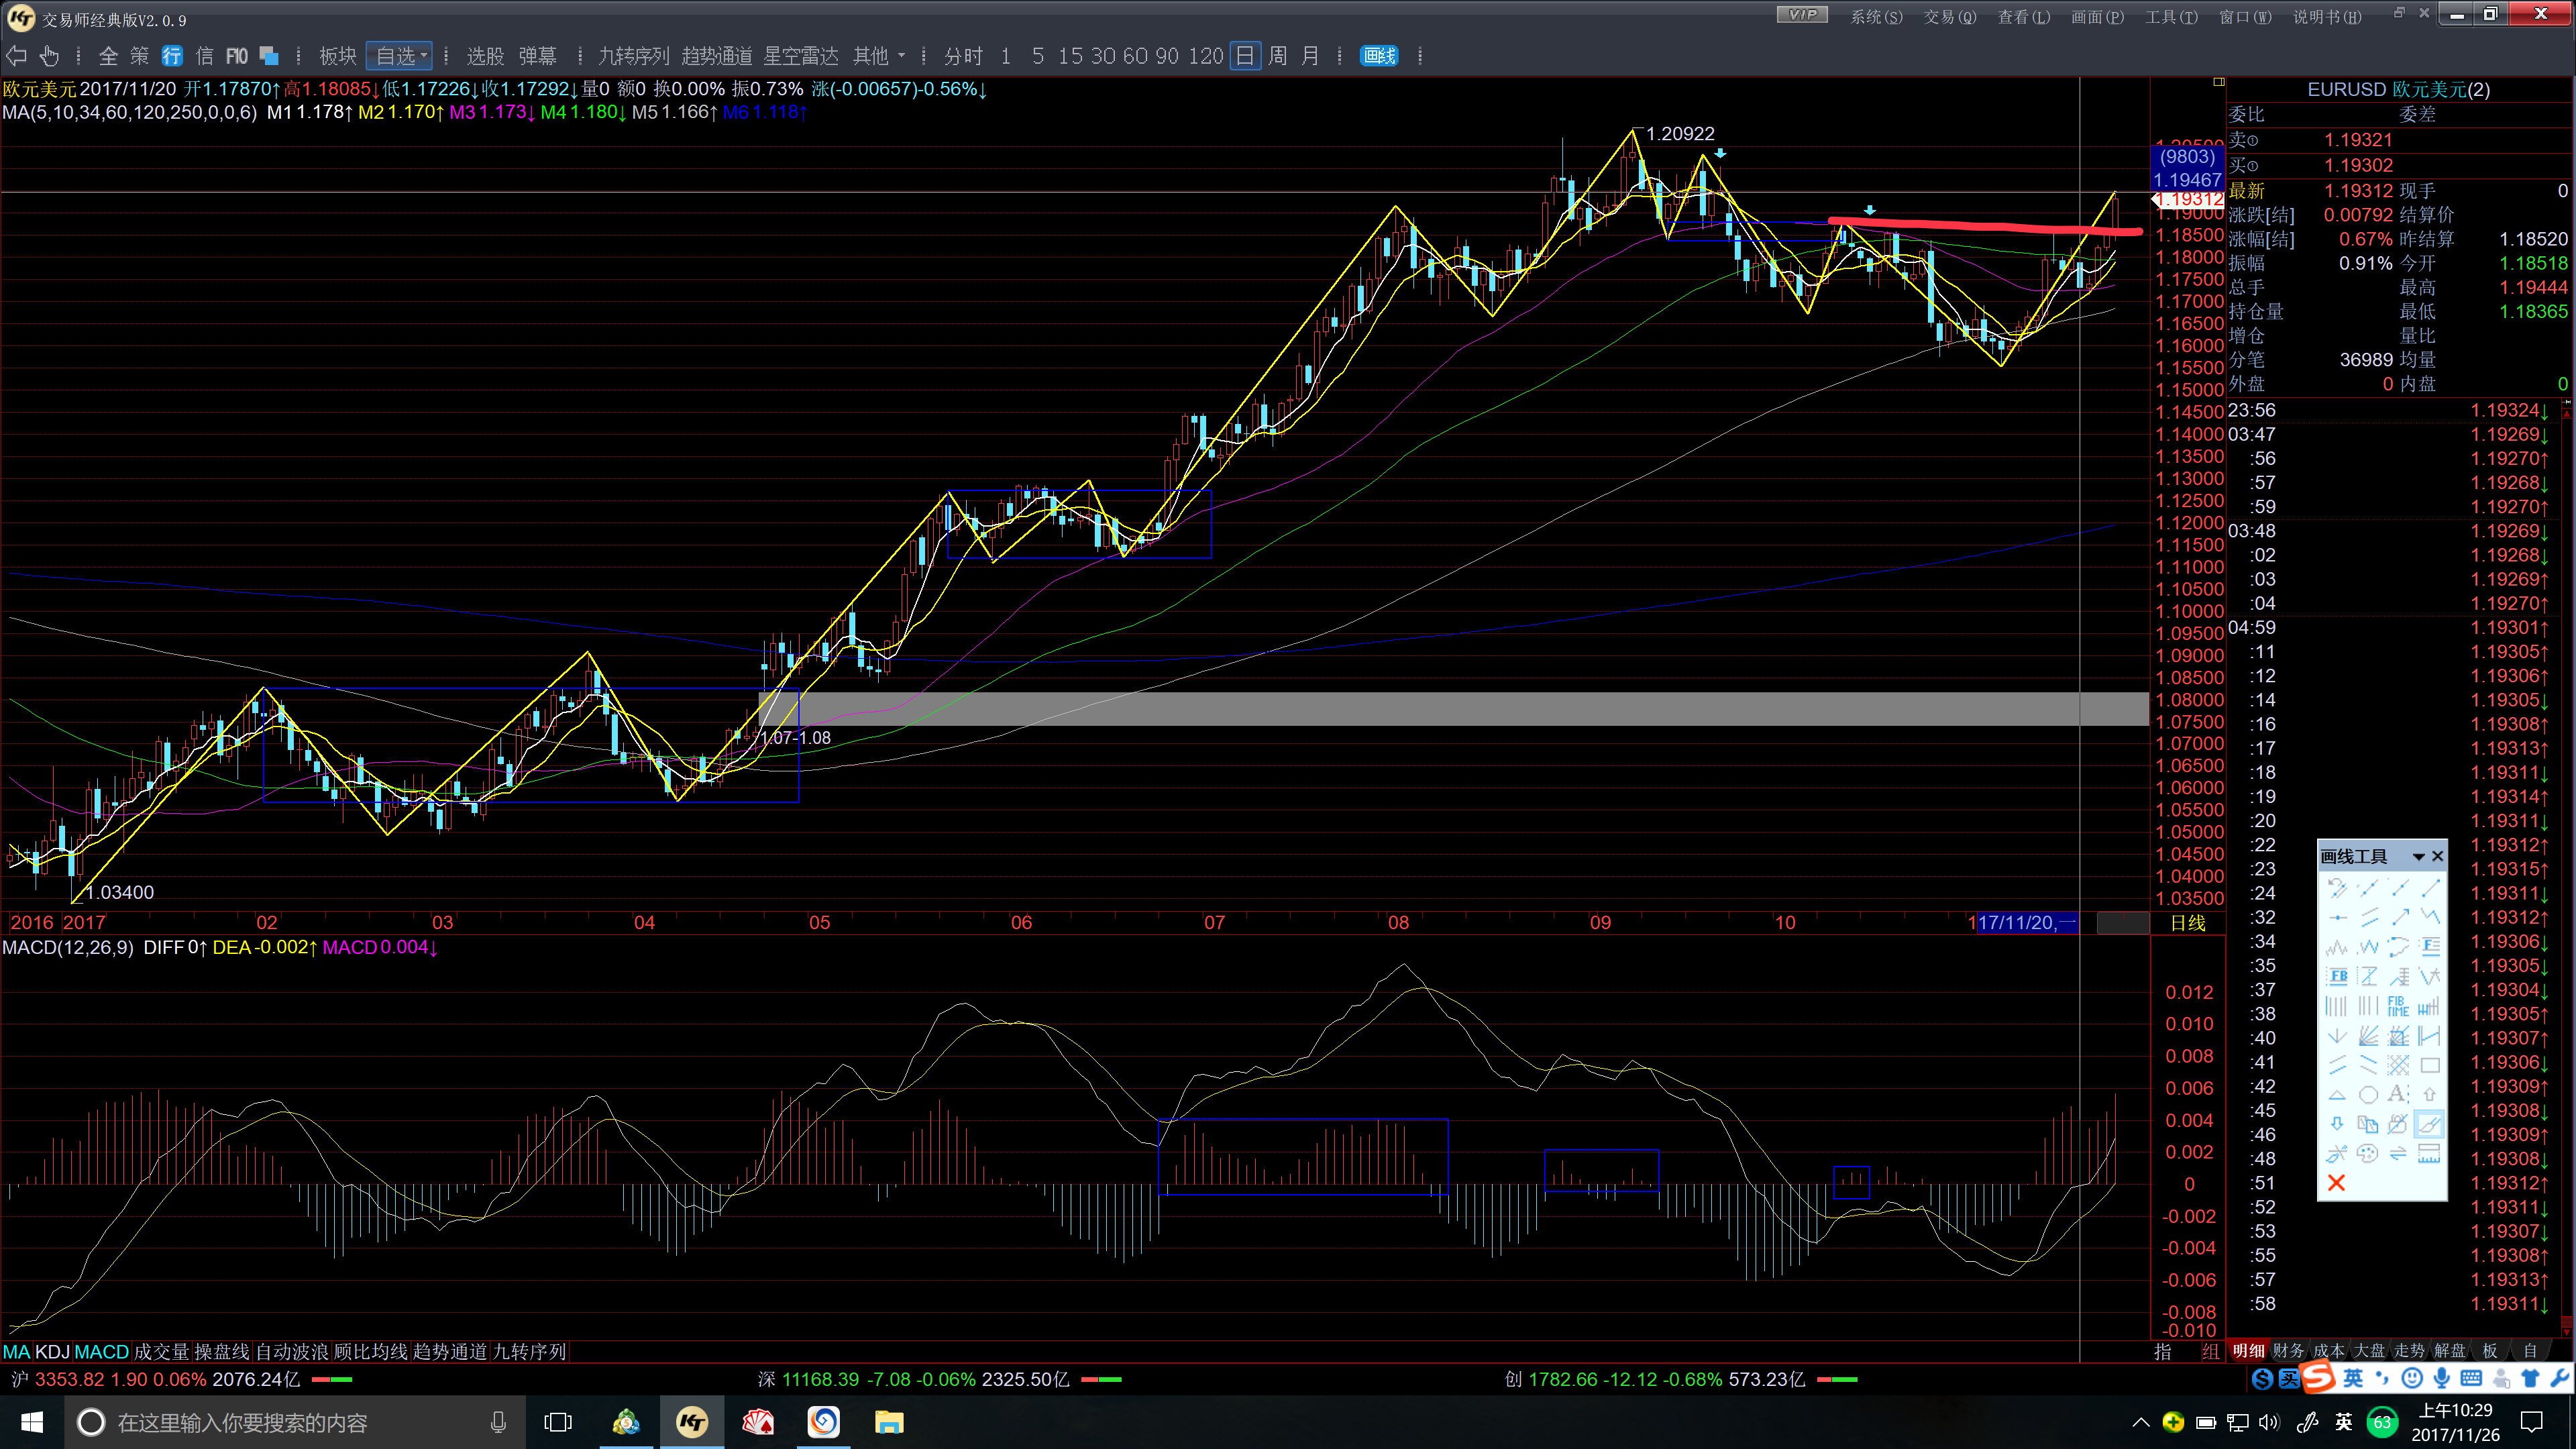 交易师经典版V2.0.9
VIP 系统(S) 交易(Q) 查看(L) 画面(P) 工具(T) 窗口(W) 说明书(H)
全 策 行 信 F10 板块 自选 选股 弹幕 九转序列 趋势通道 星空雷达 其他 分时 1 5 15 30 60 90 120 日 周 月 画线
欧元美元 2017/11/20 开1.17870↑高1.18085↓低1.17226↓收1.17292↓量0 额0 换0.00% 振0.73% 涨(-0.00657)-0.56%↓
MA(5,10,34,60,120,250,0,0,6) M1 1.178↑ M2 1.170↑ M3 1.173↓ M4 1.180↓ M5 1.166↑ M6 1.118↑
1.20922
1.03400
1.07-1.08
1.20500
(9803)
1.19467
1.19312
1.19000
1.18500
1.18000
1.17500
1.17000
1.16500
1.16000
1.15500
1.15000
1.14500
1.14000
1.13500
1.13000
1.12500
1.12000
1.11500
1.11000
1.10500
1.10000
1.09500
1.09000
1.08500
1.08000
1.07500
1.07000
1.06500
1.06000
1.05500
1.05000
1.04500
1.04000
1.03500
2016 2017 02 03 04 05 06 07 08 09 10 1 17/11/20,一 日线
MACD(12,26,9) DIFF 0↑ DEA -0.002↑ MACD 0.004↓
0.012
0.010
0.008
0.006
0.004
0.002
0
-0.002
-0.004
-0.006
-0.008
-0.010
MA KDJ MACD 成交量 操盘线 自动波浪 顾比均线 趋势通道 九转序列 指 组
EURUSD 欧元美元(2)
委比 委差
卖① 1.19321
买① 1.19302
最新 1.19312 现手 0
涨跌[结] 0.00792 结算价
涨幅[结] 0.67% 昨结算 1.18520
振幅 0.91% 今开 1.18518
总手 最高 1.19444
持仓量 最低 1.18365
增仓 量比
分笔 36989 均量
外盘 0 内盘 0
23:56 1.19324↓
03:47 1.19269↓
:56 1.19270↑
:57 1.19268↓
:59 1.19270↑
03:48 1.19269↓
:02 1.19268↓
:03 1.19269↑
:04 1.19270↑
04:59 1.19301↑
:11 1.19305↑
:12 1.19306↑
:14 1.19305↓
:16 1.19308↑
:17 1.19313↑
:18 1.19311↓
:19 1.19314↑
:20 1.19311↓
:22 1.19312↑
:23 1.19315↑
:24 1.19311↓
:32 1.19312↑
:34 1.19306↓
:35 1.19305↓
:37 1.19304↓
:38 1.19305↑
:40 1.19307↑
:41 1.19306↓
:42 1.19309↑
:45 1.19308↓
:46 1.19309↑
:48 1.19308↓
:51 1.19312↑
:52 1.19311↓
:53 1.19307↓
:55 1.19308↑
:57 1.19313↑
:58 1.19311↓
画线工具
F
FB
FIB TIME
A
明细 财务 成本 大盘 走势 解盘 板 自
沪 3353.82 1.90 0.06% 2076.24亿 深 11168.39 -7.08 -0.06% 2325.50亿 创 1782.66 -12.12 -0.68% 573.23亿
英
在这里输入你要搜索的内容
英 63 上午10:29
2017/11/26